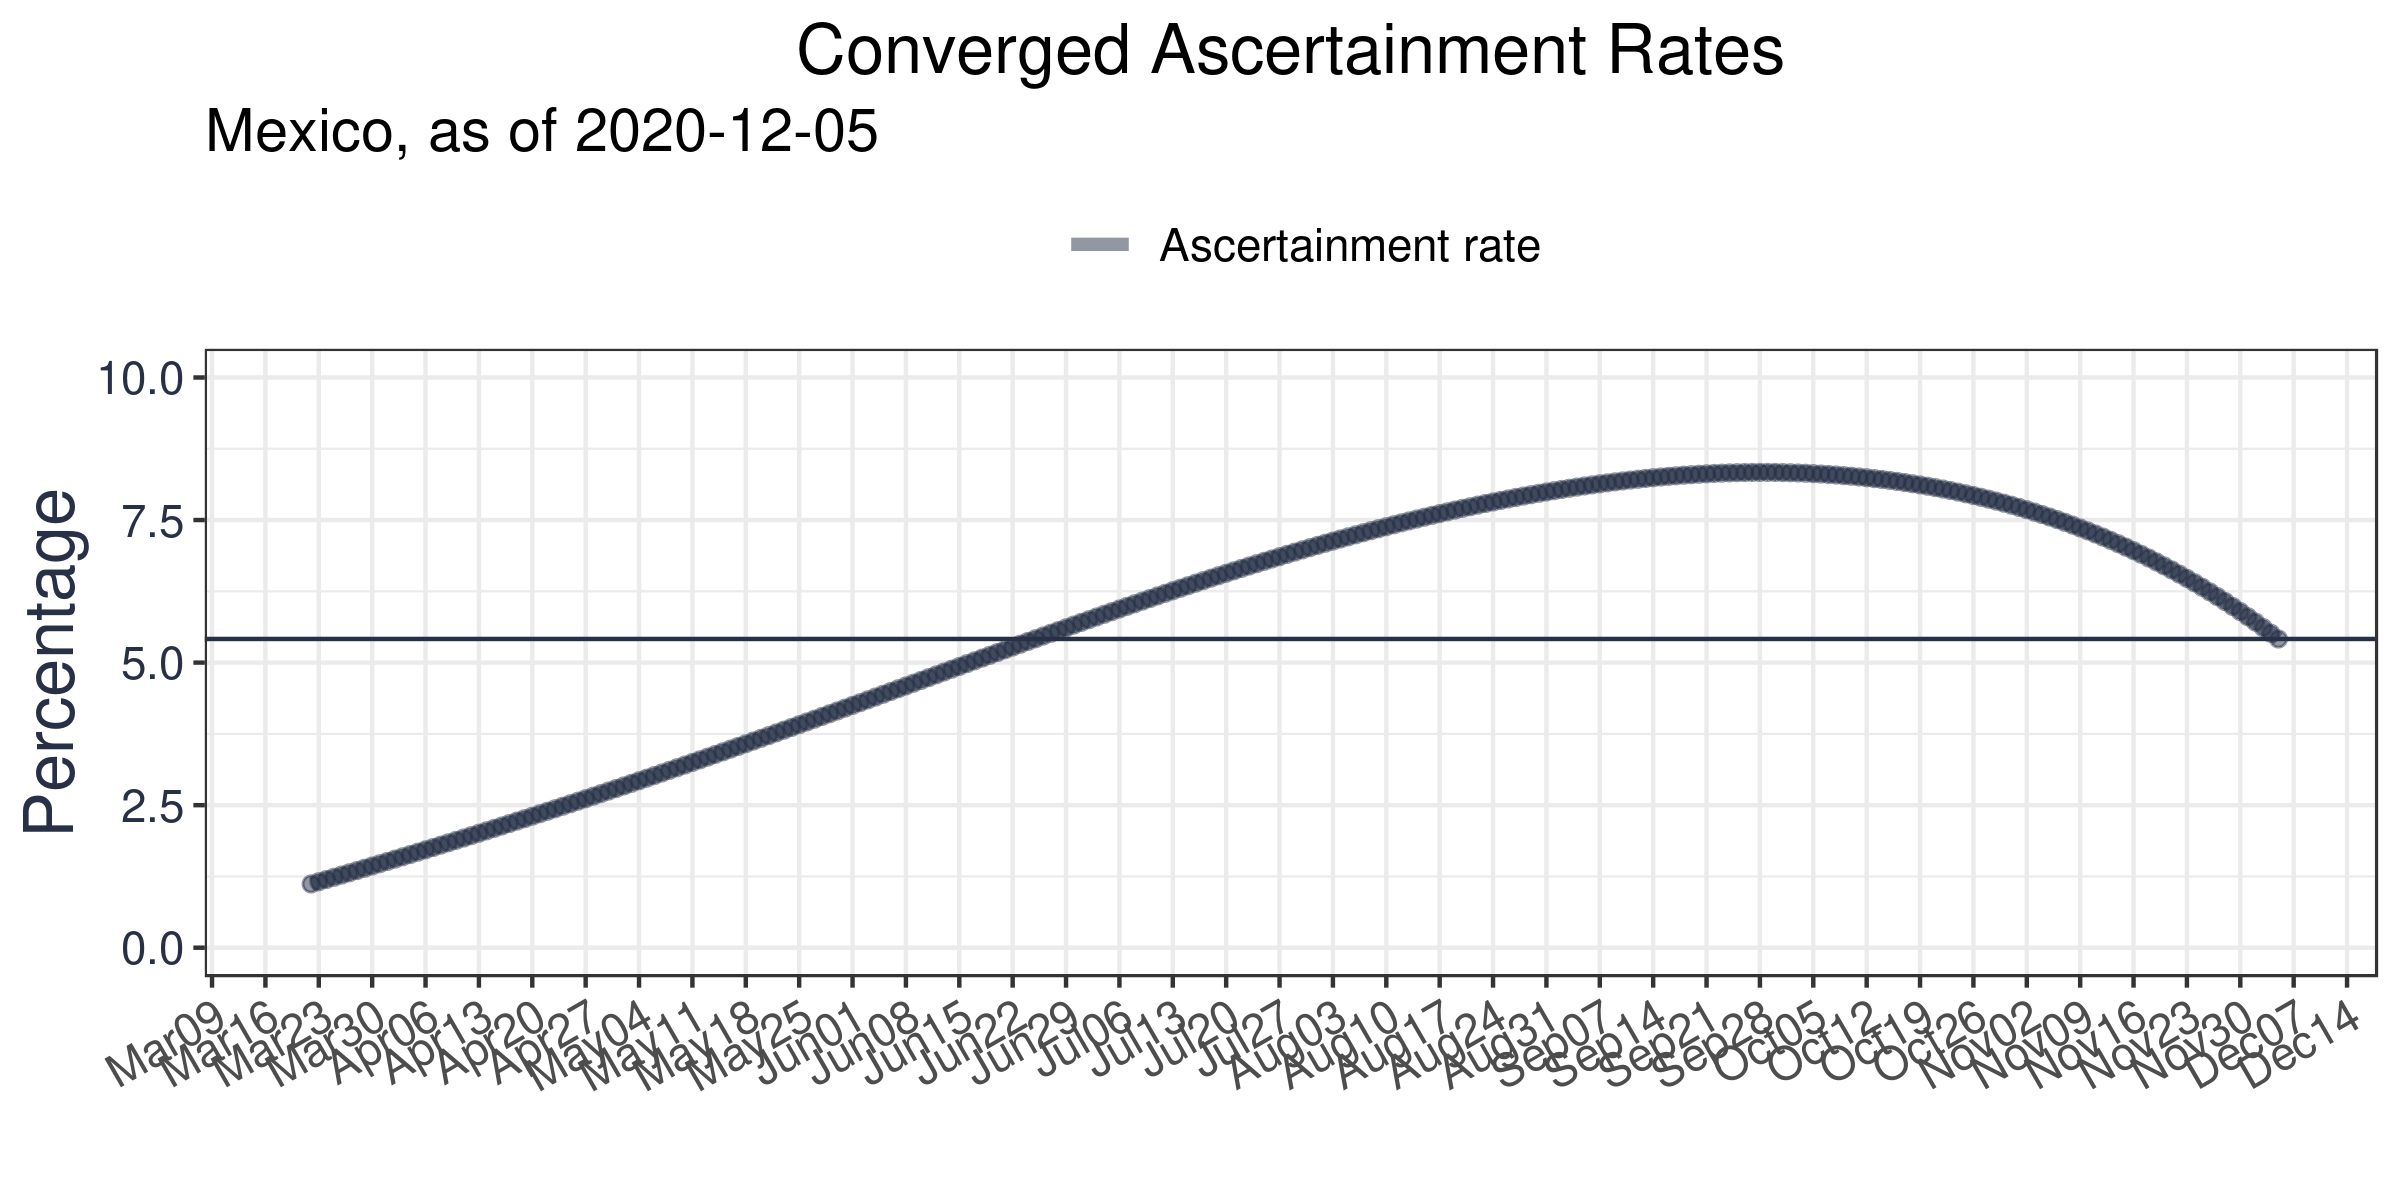 Converged Ascertainment Rates
Mexico, as of 2020-12-05
Ascertainment rate
Percentage
10.0
7.5
5.0
2.5
0.0
Mar09 Mar16 Mar23 Mar30 Apr06 Apr13 Apr20 Apr27 May04 May11 May18 May25 Jun01 Jun08 Jun15 Jun22 Jun29 Jul06 Jul13 Jul20 Jul27 Aug03 Aug10 Aug17 Aug24 Aug31 Sep07 Sep14 Sep21 Sep28 Oct05 Oct12 Oct19 Oct26 Nov02 Nov09 Nov16 Nov23 Nov30 Dec07 Dec14